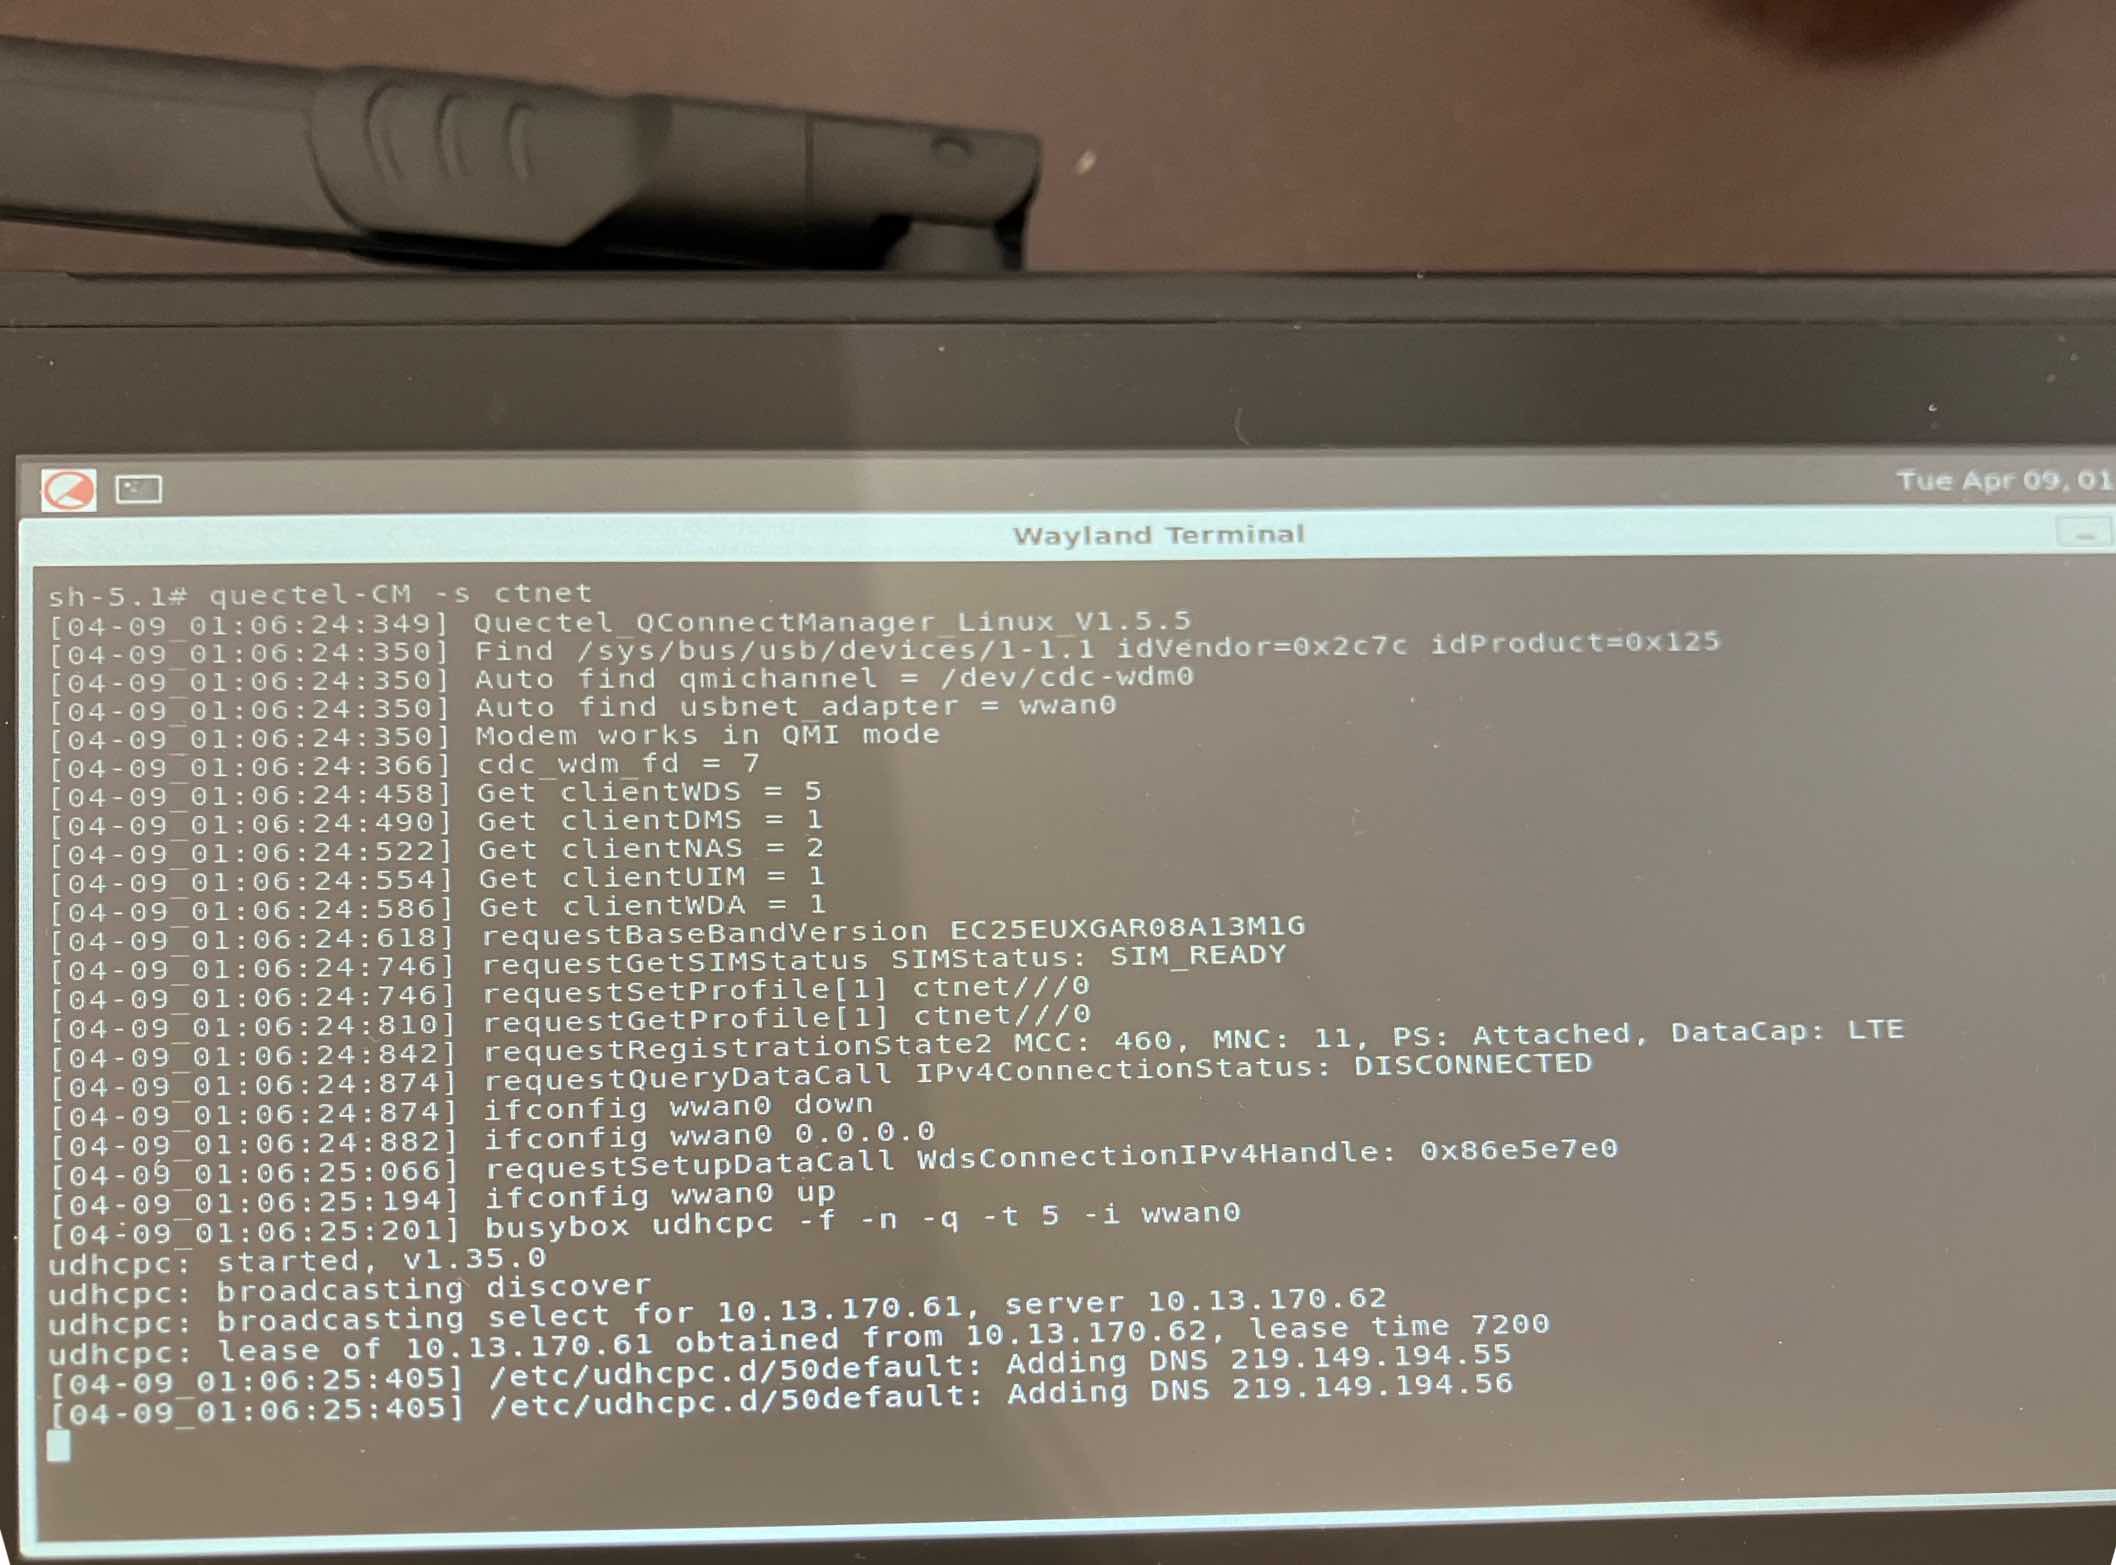 Tue Apr 09, 01
Wayland Terminal
sh-5.1# quectel-CM -s ctnet
[04-09_01:06:24:349] Quectel_QConnectManager_Linux_V1.5.5
[04-09_01:06:24:350] Find /sys/bus/usb/devices/1-1.1 idVendor=0x2c7c idProduct=0x125
[04-09_01:06:24:350] Auto find qmichannel = /dev/cdc-wdm0
[04-09_01:06:24:350] Auto find usbnet_adapter = wwan0
[04-09_01:06:24:350] Modem works in QMI mode
[04-09_01:06:24:366] cdc_wdm_fd = 7
[04-09_01:06:24:458] Get clientWDS = 5
[04-09_01:06:24:490] Get clientDMS = 1
[04-09_01:06:24:522] Get clientNAS = 2
[04-09_01:06:24:554] Get clientUIM = 1
[04-09_01:06:24:586] Get clientWDA = 1
[04-09_01:06:24:618] requestBaseBandVersion EC25EUXGAR08A13M1G
[04-09_01:06:24:746] requestGetSIMStatus SIMStatus: SIM_READY
[04-09_01:06:24:746] requestSetProfile[1] ctnet///0
[04-09_01:06:24:810] requestGetProfile[1] ctnet///0
[04-09_01:06:24:842] requestRegistrationState2 MCC: 460, MNC: 11, PS: Attached, DataCap: LTE
[04-09_01:06:24:874] requestQueryDataCall IPv4ConnectionStatus: DISCONNECTED
[04-09_01:06:24:874] ifconfig wwan0 down
[04-09_01:06:24:882] ifconfig wwan0 0.0.0.0
[04-09_01:06:25:066] requestSetupDataCall WdsConnectionIPv4Handle: 0x86e5e7e0
[04-09_01:06:25:194] ifconfig wwan0 up
[04-09_01:06:25:201] busybox udhcpc -f -n -q -t 5 -i wwan0
udhcpc: started, v1.35.0
udhcpc: broadcasting discover
udhcpc: broadcasting select for 10.13.170.61, server 10.13.170.62
udhcpc: lease of 10.13.170.61 obtained from 10.13.170.62, lease time 7200
[04-09_01:06:25:405] /etc/udhcpc.d/50default: Adding DNS 219.149.194.55
[04-09_01:06:25:405] /etc/udhcpc.d/50default: Adding DNS 219.149.194.56